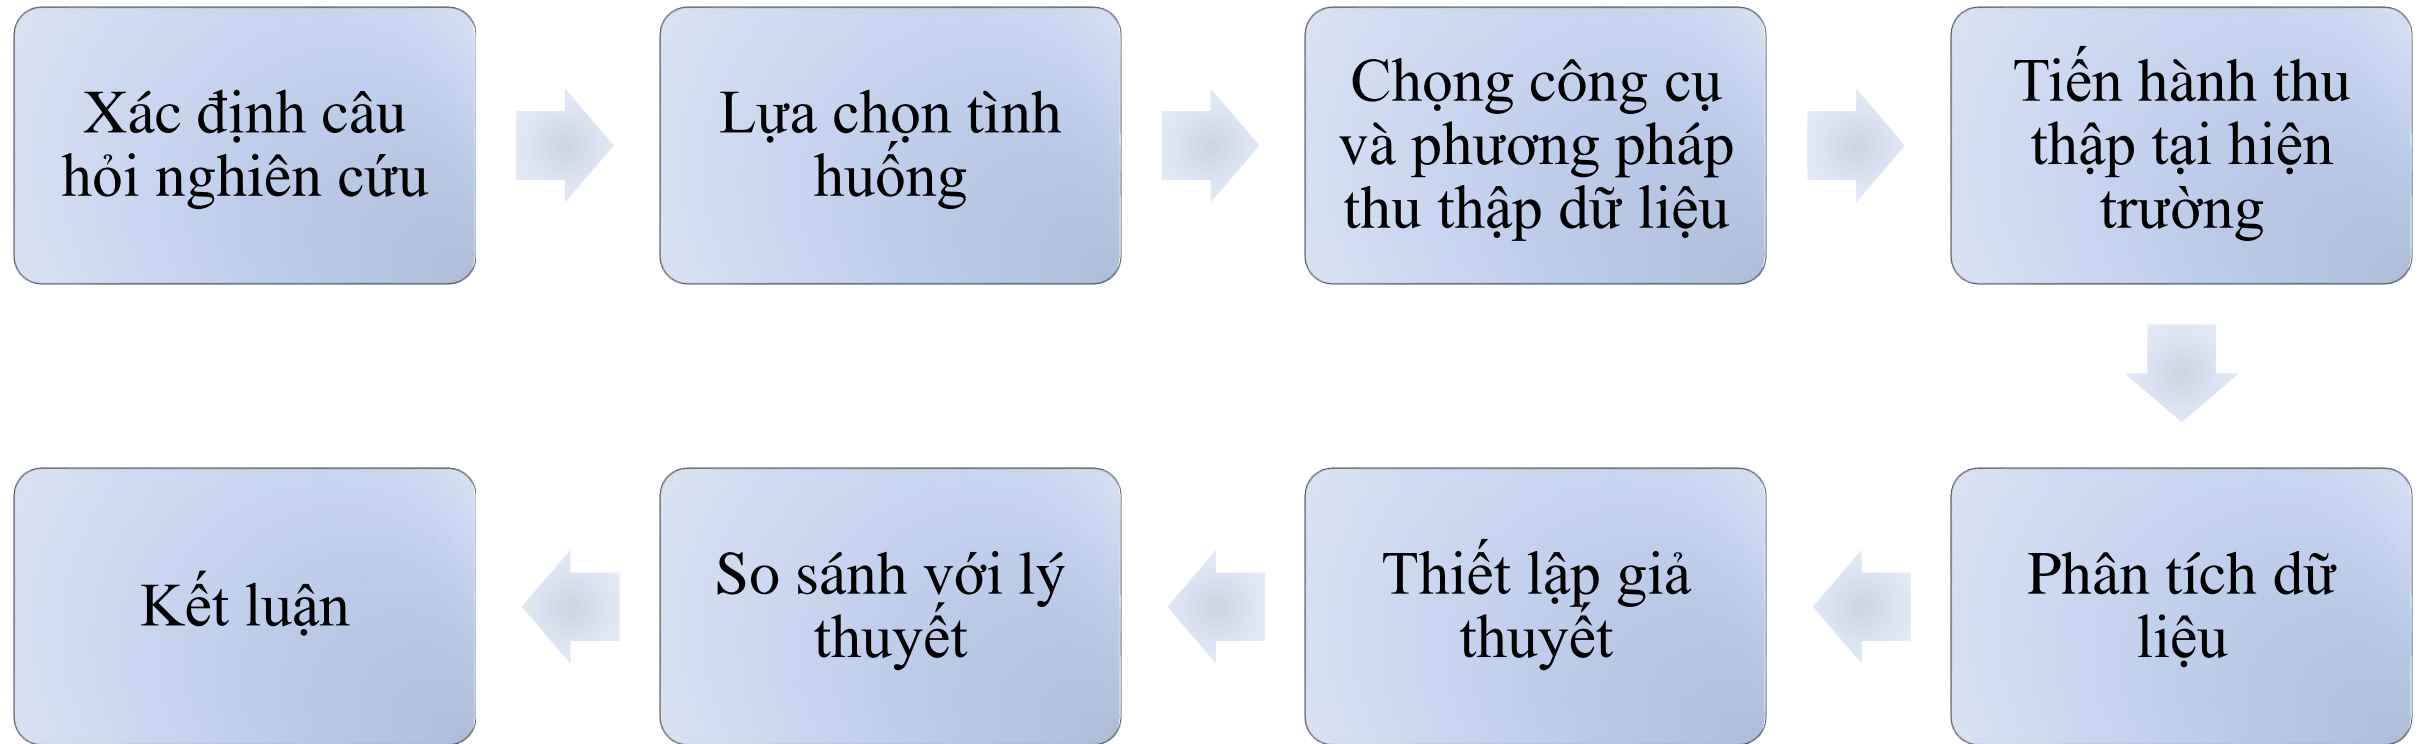 Xác định câu
hỏi nghiên cứu
Lựa chọn tình
huống
Chọng công cụ
và phương pháp
thu thập dữ liệu
Tiến hành thu
thập tại hiện
trường
Phân tích dữ
liệu
Thiết lập giả
thuyết
So sánh với lý
thuyết
Kết luận